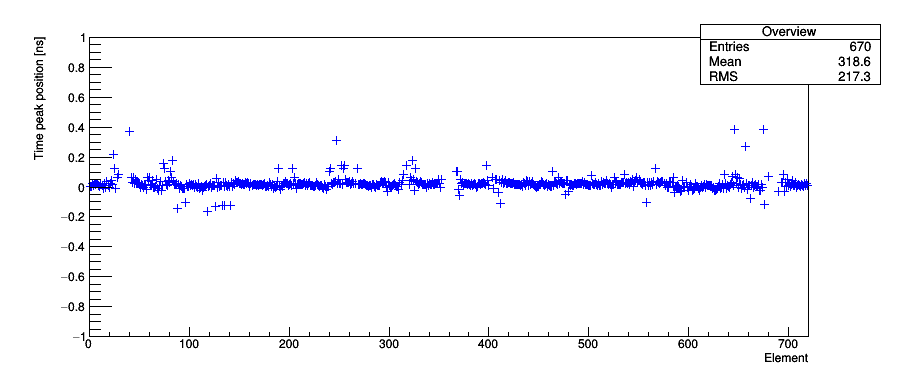 Overview
Entries 670
Mean 318.6
RMS 217.3
Time peak position [ns]
1
0.8
0.6
0.4
0.2
0
−0.2
−0.4
−0.6
−0.8
−1
0 100 200 300 400 500 600 700
Element